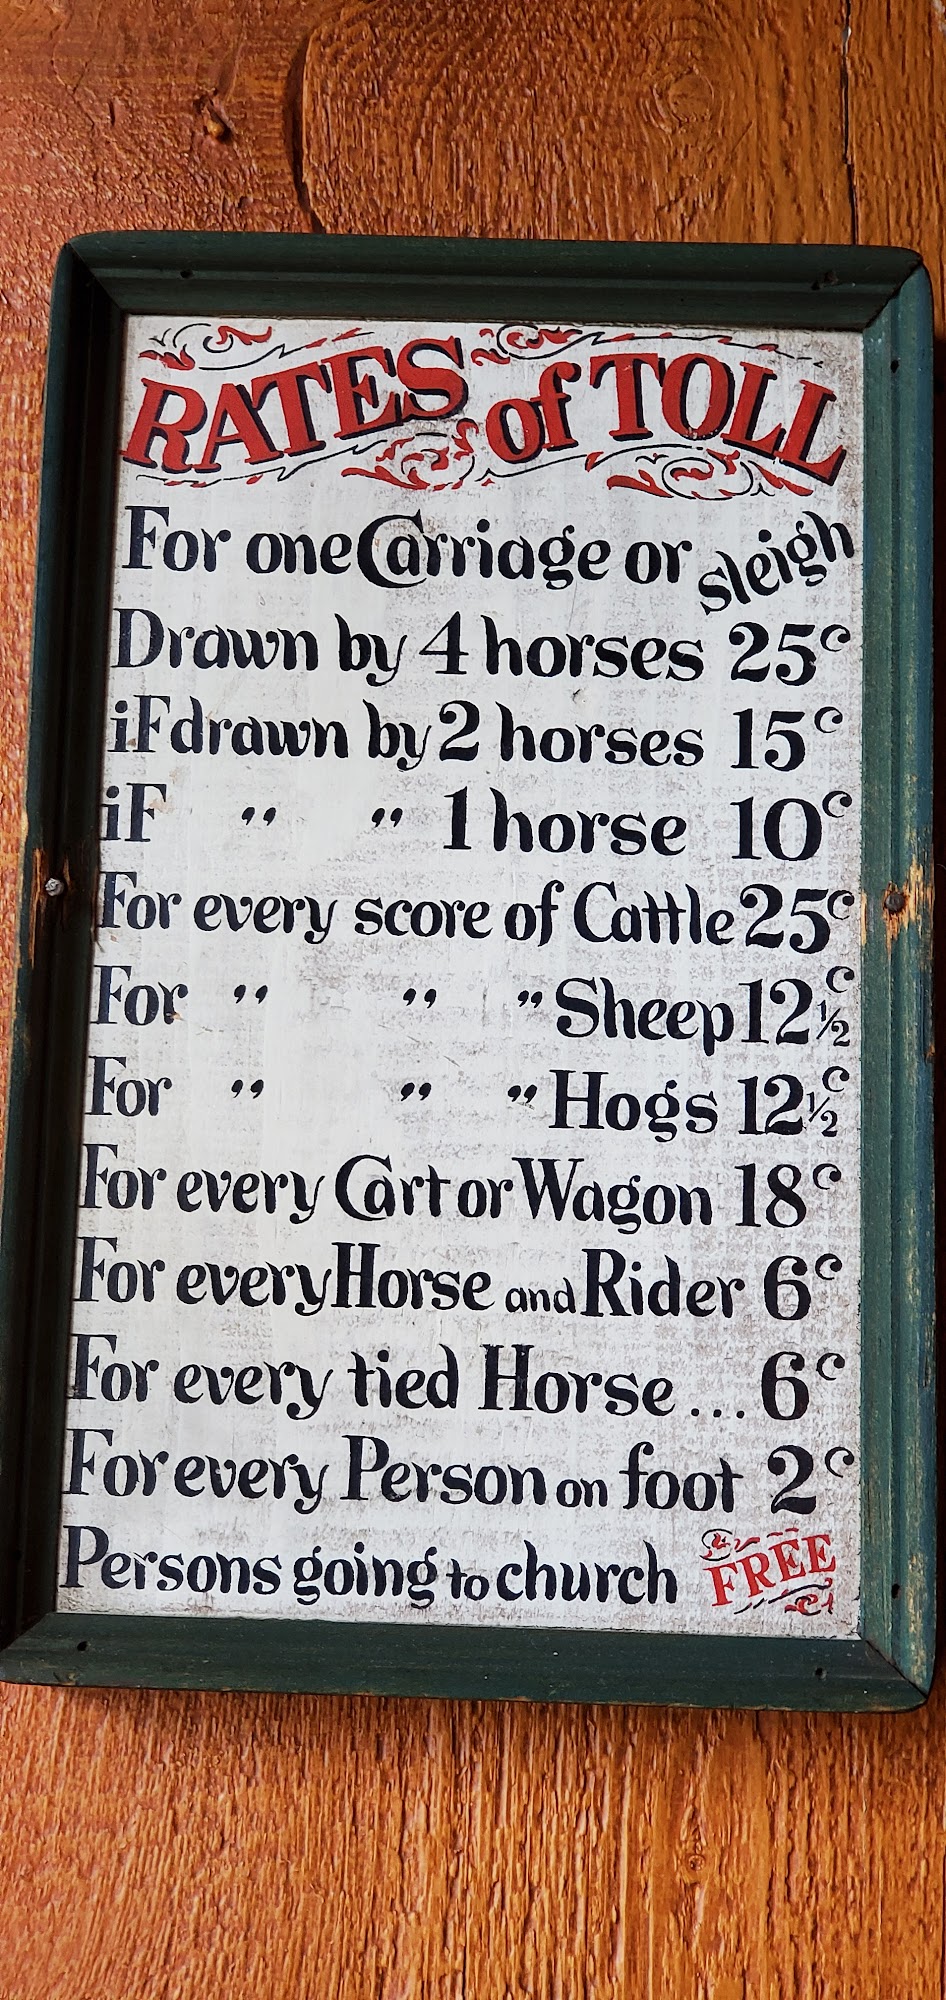 RATES of TOLL
For one Carriage or sleigh
Drawn by 4 horses 25c
iF drawn by 2 horses 15c
iF " " 1 horse 10c
For every score of Cattle 25c
For " " " Sheep 12½c
For " " " Hogs 12½c
For every Cart or Wagon 18c
For every Horse and Rider 6c
For every tied Horse... 6c
For every Person on foot 2c
Persons going to church FREE